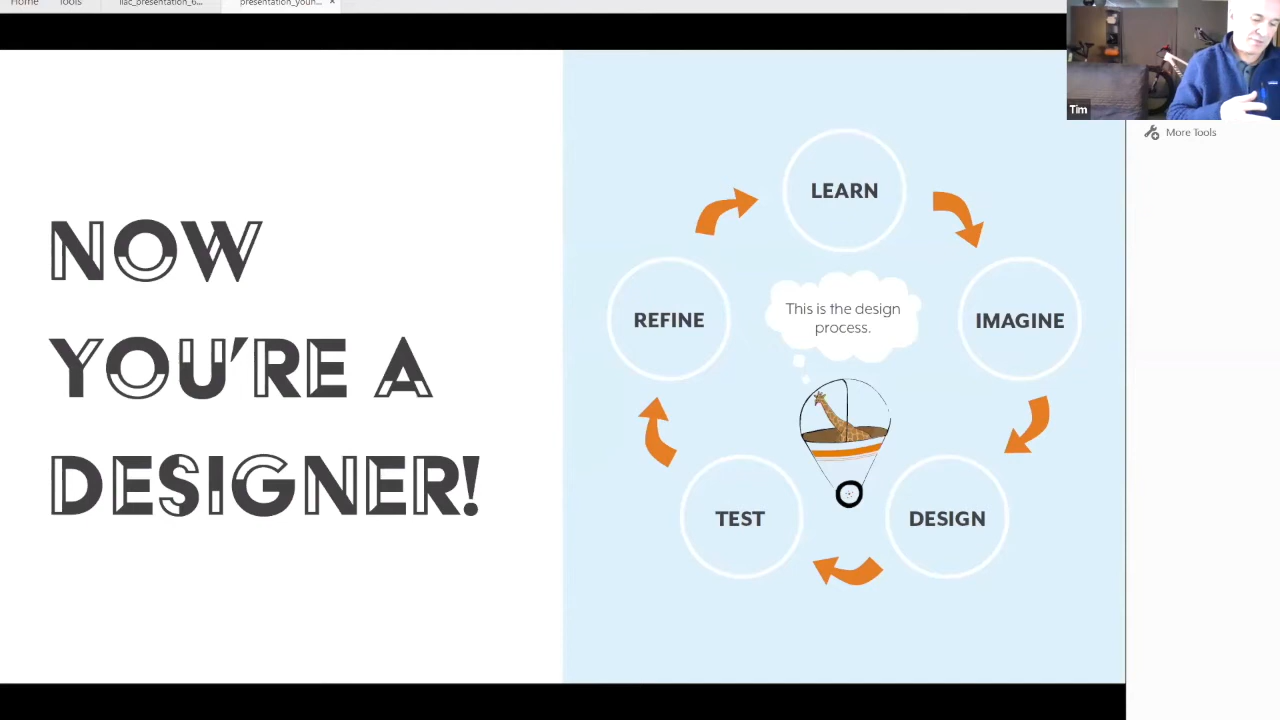 Home
Tools
presentation_youn...
×
Tim
More Tools
NOW
YOU'RE A
DESIGNER!
LEARN
IMAGINE
DESIGN
TEST
REFINE
This is the design
process.